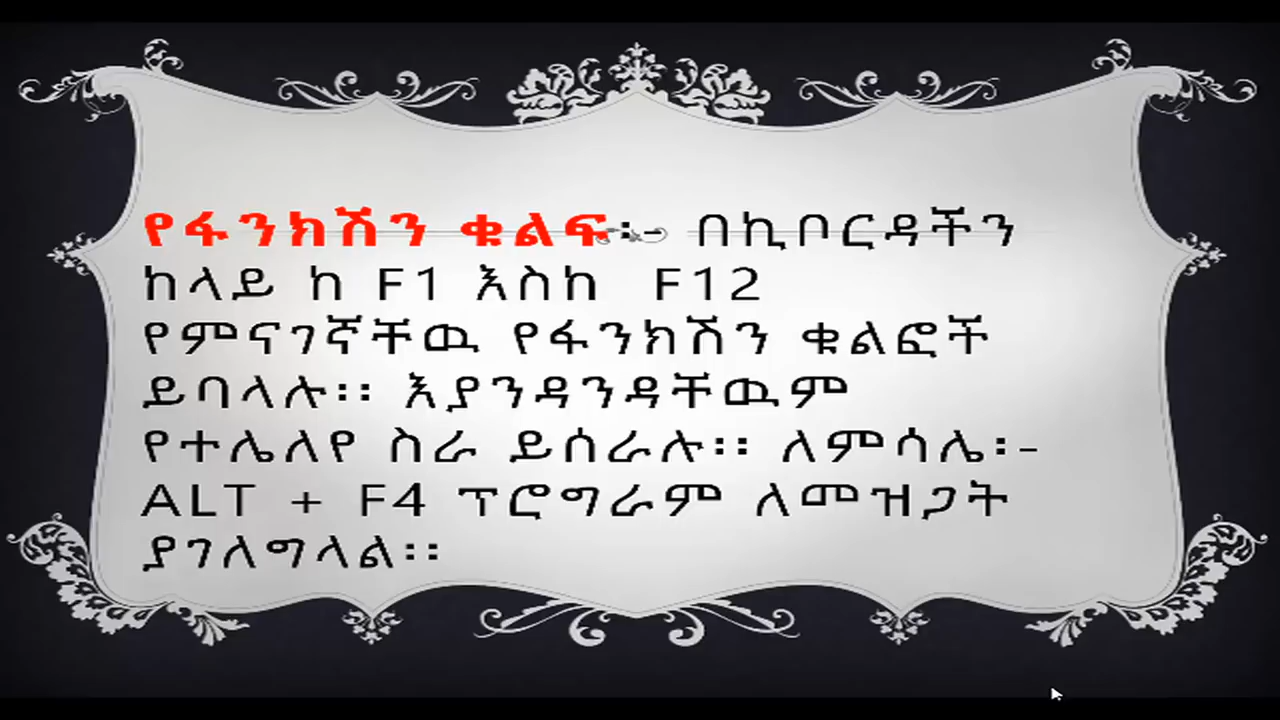 የፋንክሽን ቁልፍ፡- በኪቦርዳችን
ከላይ ከ F1 እስከ F12
የምናገኛቸዉ የፋንክሽን ቁልፎች
ይባላሉ፡፡ እያንዳንዳቸዉም
የተሌለየ ስራ ይሰራሉ፡፡ ለምሳሌ፡-
ALT + F4 ፕሮግራም ለመዝጋት
ያገለግላል፡፡